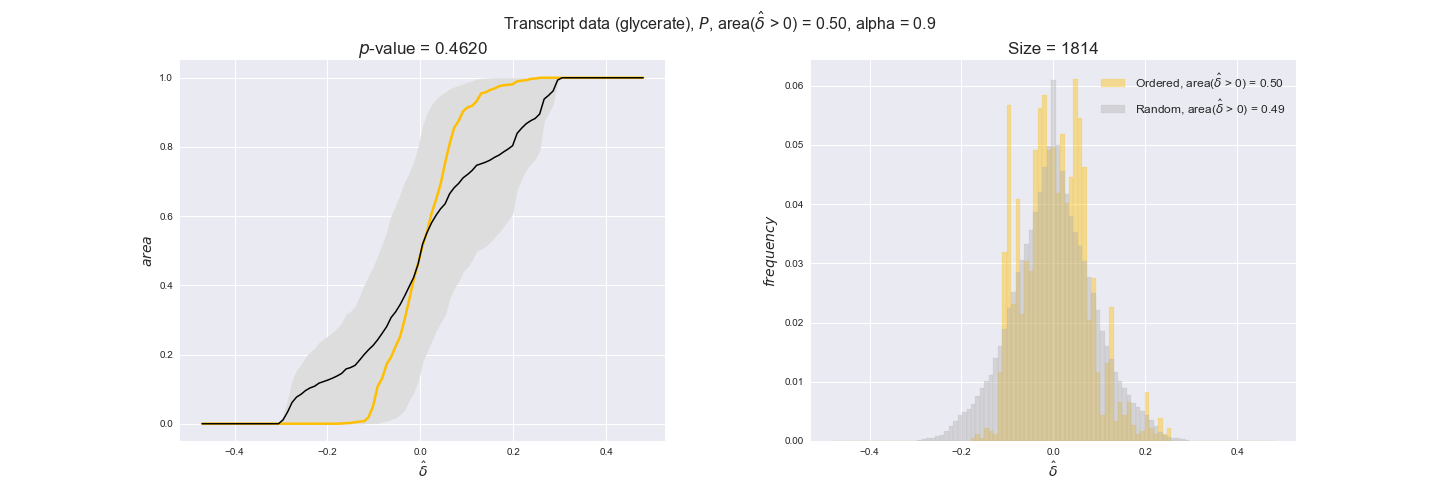 Transcript data (glycerate), P, area(δ̂ > 0) = 0.50, alpha = 0.9
p-value = 0.4620
1.0
0.8
0.6
0.4
0.2
0.0
area
−0.4 −0.2 0.0 0.2 0.4
δ̂
Size = 1814
Ordered, area(δ̂ > 0) = 0.50
Random, area(δ̂ > 0) = 0.49
0.06
0.05
0.04
0.03
0.02
0.01
0.00
frequency
−0.4 −0.2 0.0 0.2 0.4
δ̂